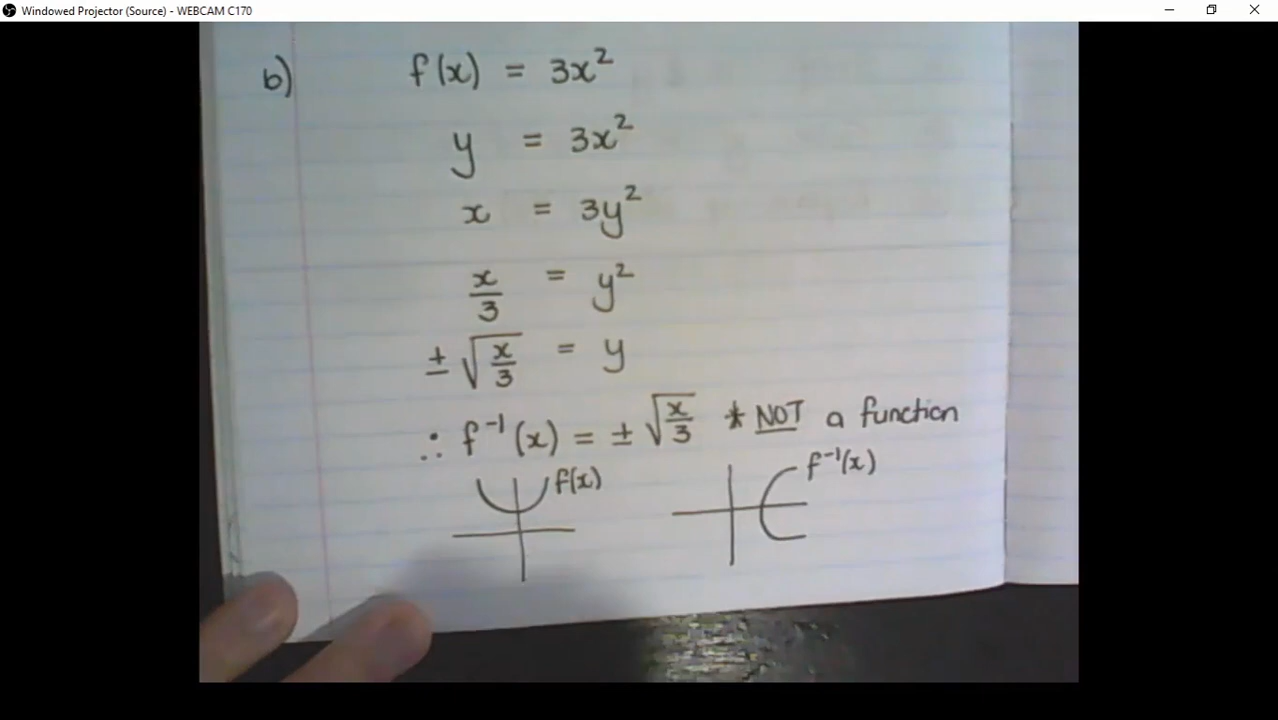 Windowed Projector (Source) - WEBCAM C170
b) f(x) = 3x²
y = 3x²
x = 3y²
x/3 = y²
± √(x/3) = y
∴ f⁻¹(x) = ± √(x/3) * NOT a function
f(x) f⁻¹(x)